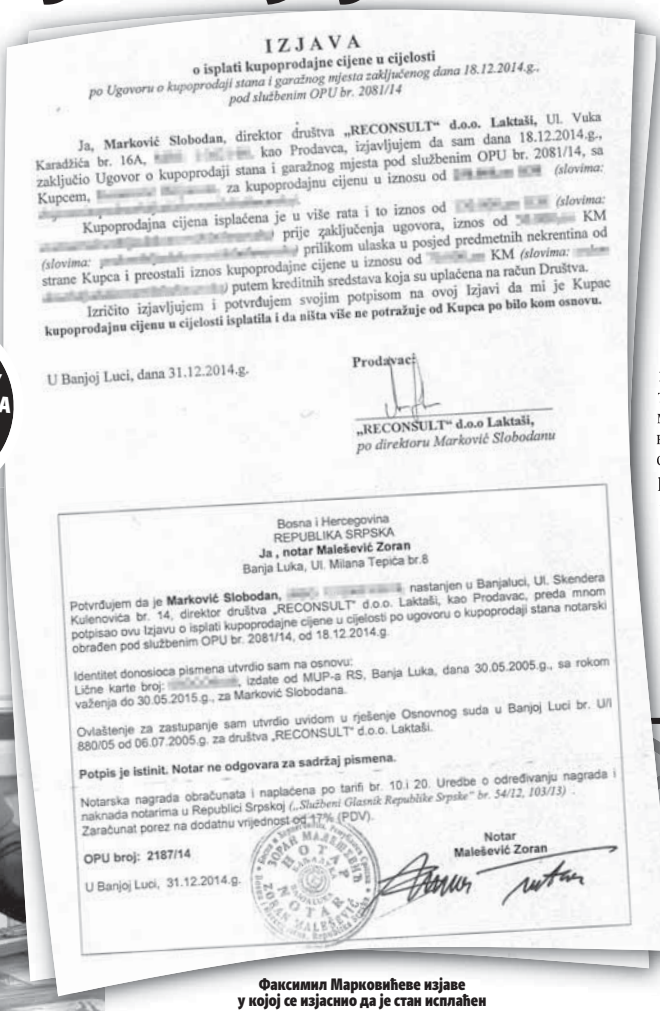 I Z J A V A
o isplati kupoprodajne cijene u cijelosti
po Ugovoru o kupoprodaji stana i garažnog mjesta zaključenog dana 18.12.2014.g.,
pod službenim OPU br. 2081/14
Ja, Marković Slobodan, direktor društva „RECONSULT“ d.o.o. Laktaši, Ul. Vuka
Karadžića br. 16A, kao Prodavca, izjavljujem da sam dana 18.12.2014.g.,
zaključio Ugovor o kupoprodaji stana i garažnog mjesta pod službenim OPU br. 2081/14, sa
Kupcem, za kupoprodajnu cijenu u iznosu od (slovima:
Kupoprodajna cijena isplaćena je u više rata i to iznos od (slovima:
) prije zaključenja ugovora, iznos od KM
(slovima: ) prilikom ulaska u posjed predmetnih nekrentina od
strane Kupca i preostali iznos kupoprodajne cijene u iznosu od KM (slovima:
) putem kreditnih sredstava koja su uplaćena na račun Društva.
Izričito izjavljujem i potvrđujem svojim potpisom na ovoj Izjavi da mi je Kupac
kupoprodajnu cijenu u cijelosti isplatila i da ništa više ne potražuje od Kupca po bilo kom osnovu.
U Banjoj Luci, dana 31.12.2014.g.
Prodavac:
„RECONSULT“ d.o.o Laktaši,
po direktoru Marković Slobodanu
Bosna i Hercegovina
REPUBLIKA SRPSKA
Ja , notar Malešević Zoran
Banja Luka, Ul. Milana Tepića br.8
Potvrđujem da je Marković Slobodan, nastanjen u Banjaluci, Ul. Skendera
Kulenovića br. 14, direktor društva „RECONSULT“ d.o.o. Laktaši, kao Prodavac, preda mnom
potpisao ovu Izjavu o isplati kupoprodajne cijene u cijelosti po ugovoru o kupoprodaji stana notarski
obrađen pod službenim OPU br. 2081/14, od 18.12.2014.g.
Identitet donosioca pismena utvrdio sam na osnovu:
Lične karte broj: , izdate od MUP-a RS, Banja Luka, dana 30.05.2005.g., sa rokom
važenja do 30.05.2015.g., za Marković Slobodana.
Ovlaštenje za zastupanje sam utvrdio uvidom u rješenje Osnovnog suda u Banjoj Luci br. U/I
880/05 od 06.07.2005.g. za društva „RECONSULT“ d.o.o. Laktaši.
Potpis je istinit. Notar ne odgovara za sadržaj pismena.
Notarska nagrada obračunata i naplaćena po tarifi br. 10.i 20. Uredbe o određivanju nagrada i
naknada notarima u Republici Srpskoj („Službeni Glasnik Republike Srpske“ br. 54/12, 103/13) .
Zaračunat porez na dodatnu vrijednost od 17% (PDV).
OPU broj: 2187/14
U Banjoj Luci, 31.12.2014.g.
Notar
Malešević Zoran
ЗОРАН МАЛЕШЕВИЋ
НОТАР
NOTAR
ZORAN MALEŠEVIĆ
Факсимил Марковићеве изјаве
у којој се изјаснио да је стан исплаћен